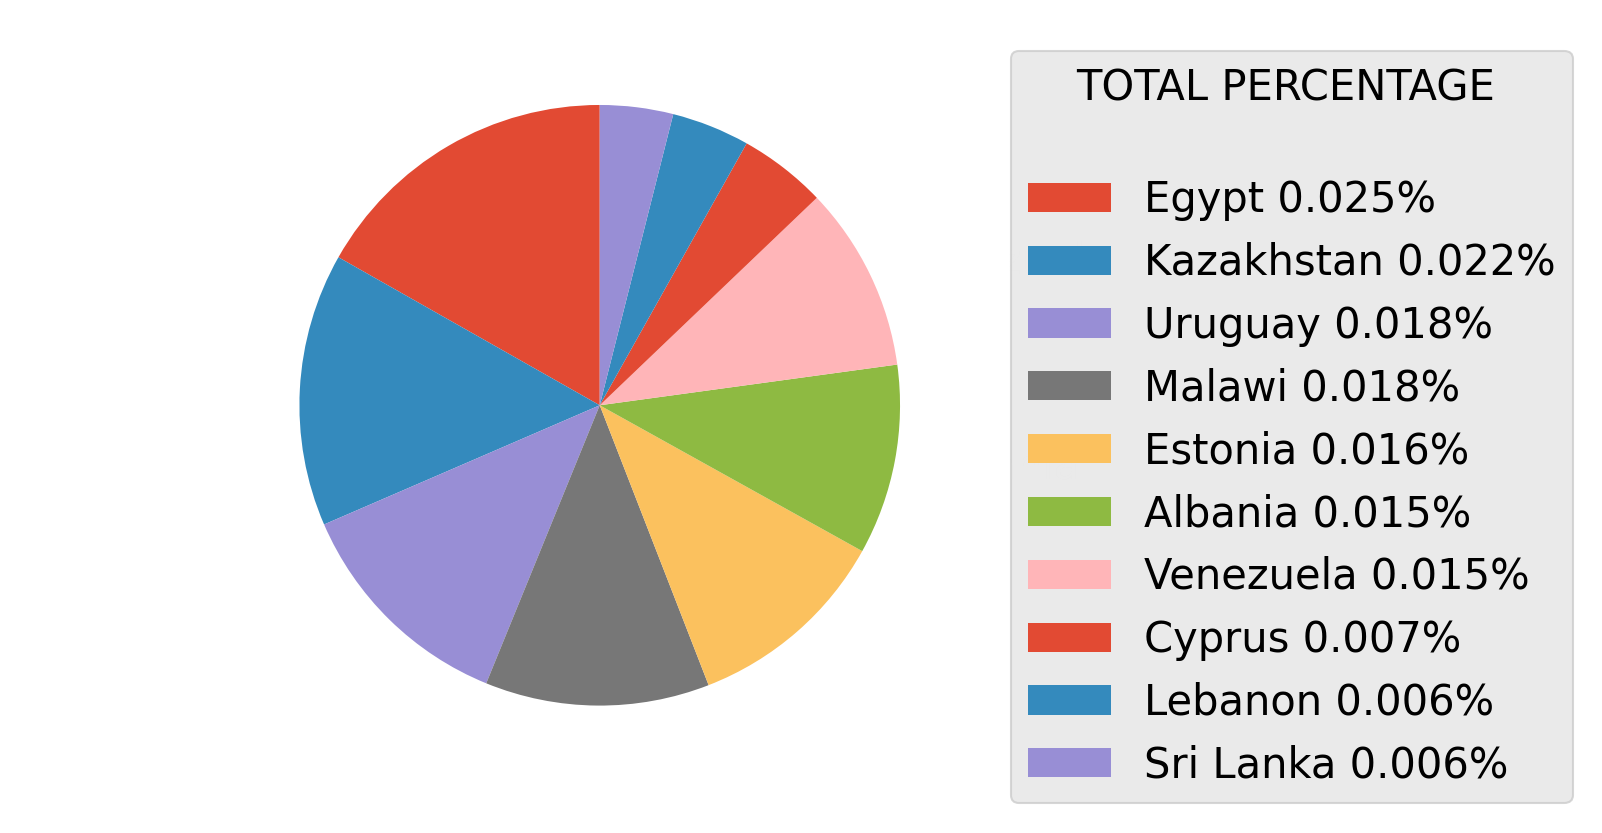 TOTAL PERCENTAGE
Egypt 0.025%
Kazakhstan 0.022%
Uruguay 0.018%
Malawi 0.018%
Estonia 0.016%
Albania 0.015%
Venezuela 0.015%
Cyprus 0.007%
Lebanon 0.006%
Sri Lanka 0.006%